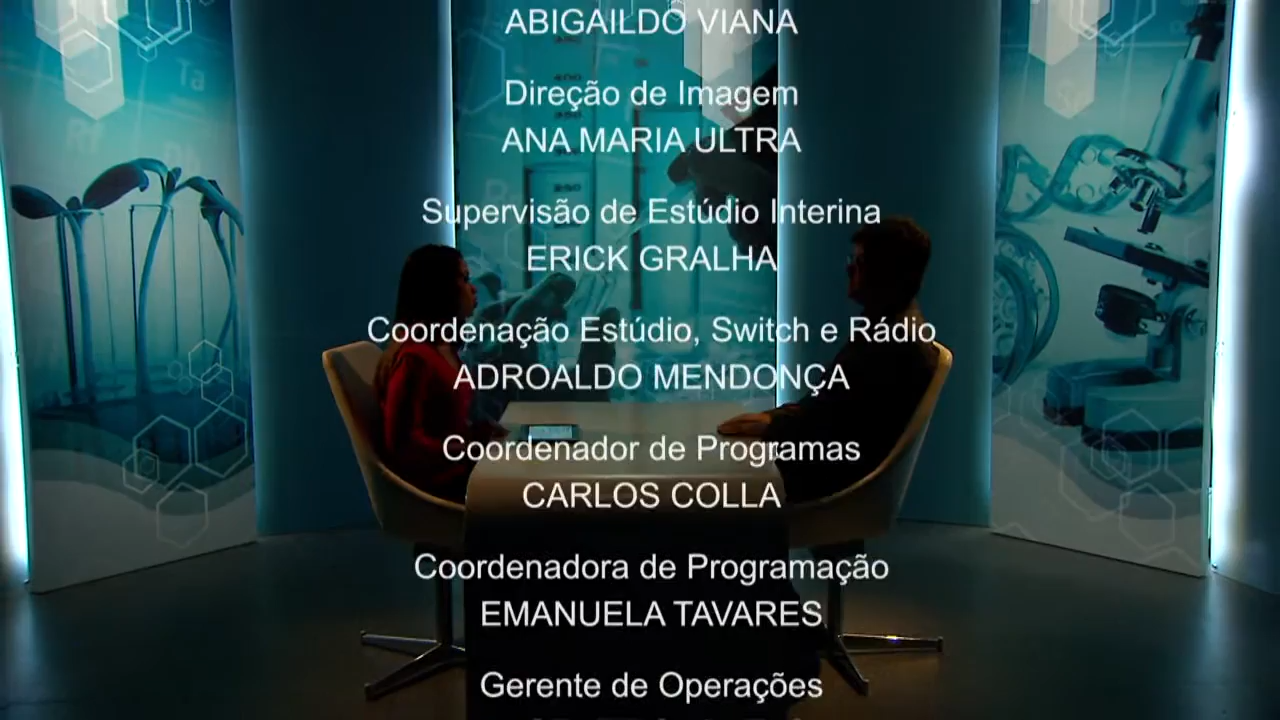 ABIGAILDO VIANA
Direção de Imagem
ANA MARIA ULTRA
Supervisão de Estúdio Interina
ERICK GRALHA
Coordenação Estúdio, Switch e Rádio
ADROALDO MENDONÇA
Coordenador de Programas
CARLOS COLLA
Coordenadora de Programação
EMANUELA TAVARES
Gerente de Operações